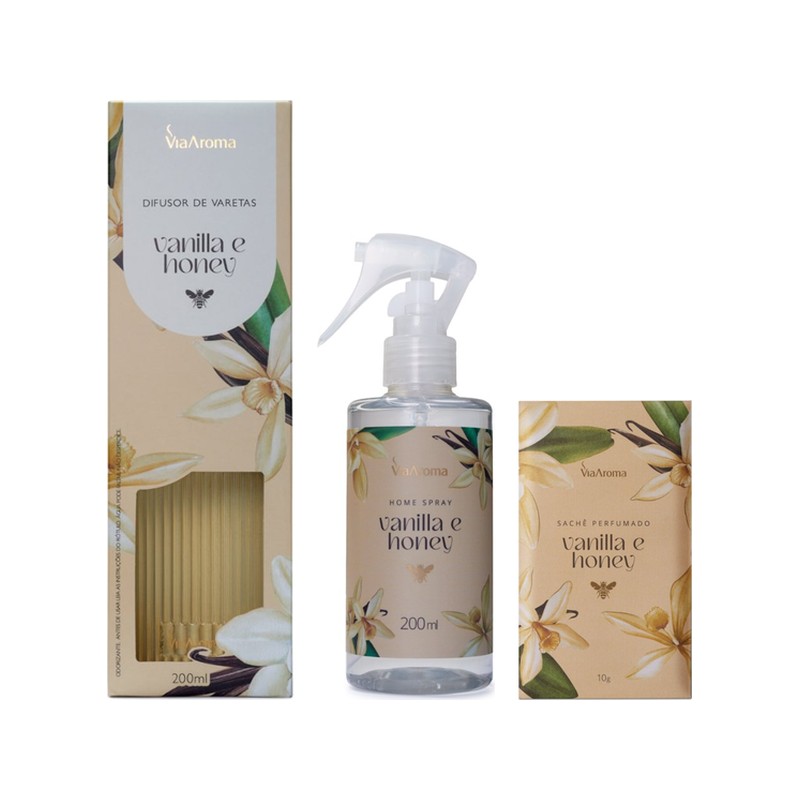 ViaAroma
DIFUSOR DE VARETAS
vanilla e
honey
200ml
ViaAroma
HOME SPRAY
vanilla e
honey
200ml
ViaAroma
SACHÊ PERFUMADO
vanilla e
honey
10g